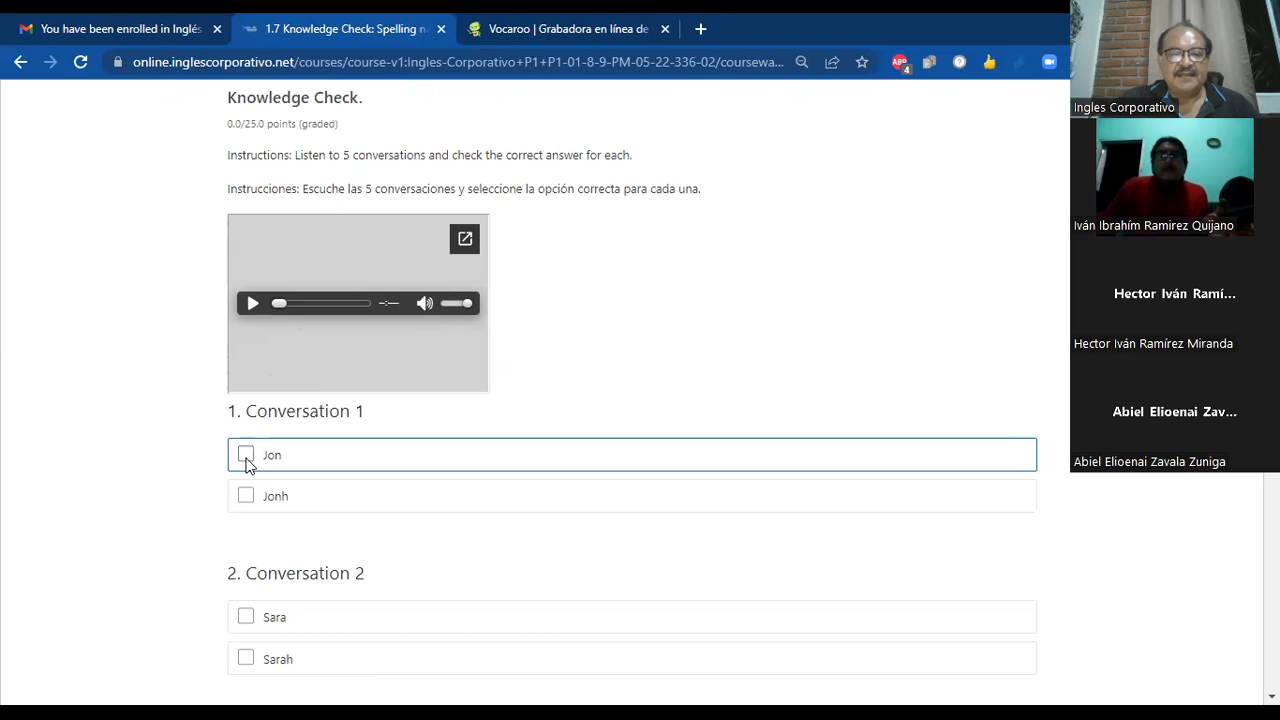 You have been enrolled in Inglés
1.7 Knowledge Check: Spelling
Vocaroo | Grabadora en línea de
online.inglescorporativo.net/courses/course-v1:Ingles-Corporativo+P1+P1-01-8-9-PM-05-22-336-02/coursewa...
ABP
4
Knowledge Check.
0.0/25.0 points (graded)
Instructions: Listen to 5 conversations and check the correct answer for each.
Instrucciones: Escuche las 5 conversaciones y seleccione la opción correcta para cada una.
-:--
1. Conversation 1
Jon
Jonh
2. Conversation 2
Sara
Sarah
Ingles Corporativo
Iván Ibrahím Ramirez Quijano
Hector Iván Ramí...
Hector Iván Ramírez Miranda
Abiel Elioenai Zav...
Abiel Elioenai Zavala Zuniga